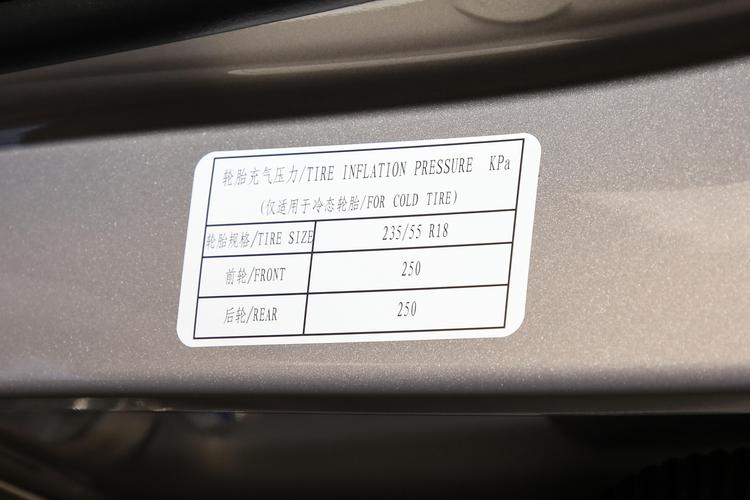 轮胎充气压力/TIRE INFLATION PRESSURE KPa
(仅适用于冷态轮胎/FOR COLD TIRE)
轮胎规格/TIRE SIZE 235/55 R18
前轮/FRONT 250
后轮/REAR 250